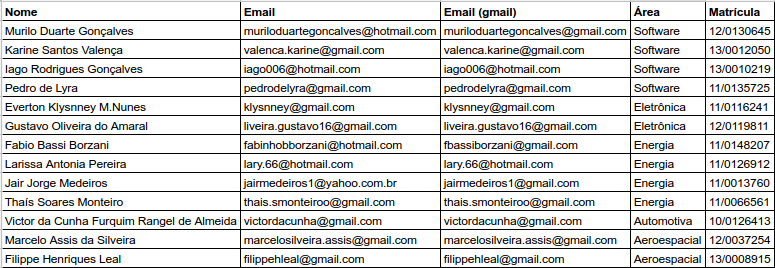 Nome Email Email (gmail) Área Matrícula
Murilo Duarte Gonçalves muriloduartegoncalves@hotmail.com muriloduartegoncalves@gmail.com Software 12/0130645
Karine Santos Valença valenca.karine@gmail.com valenca.karine@gmail.com Software 13/0012050
Iago Rodrigues Gonçalves iago006@hotmail.com iago006@hotmail.com Software 13/0010219
Pedro de Lyra pedrodelyra@gmail.com pedrodelyra@gmail.com Software 11/0135725
Everton Klysnney M.Nunes klysnney@gmail.com klysnney@gmail.com Eletrônica 11/0116241
Gustavo Oliveira do Amaral liveira.gustavo16@gmail.com liveira.gustavo16@gmail.com Eletrônica 12/0119811
Fabio Bassi Borzani fabinhobborzani@hotmail.com fbassiborzani@gmail.com Energia 11/0148207
Larissa Antonia Pereira lary.66@hotmail.com lary.66@hotmail.com Energia 11/0126912
Jair Jorge Medeiros jairmedeiros1@yahoo.com.br jairmedeiros1@gmail.com Energia 11/0013760
Thaís Soares Monteiro thais.smonteiroo@gmail.com thais.smonteiroo@gmail.com Energia 11/0066561
Victor da Cunha Furquim Rangel de Almeida victordacunha@gmail.com victordacunha@gmail.com Automotiva 10/0126413
Marcelo Assis da Silveira marcelosilveira.assis@gmail.com marcelosilveira.assis@gmail.com Aeroespacial 12/0037254
Filippe Henriques Leal filippehleal@gmail.com filippehleal@gmail.com Aeroespacial 13/0008915